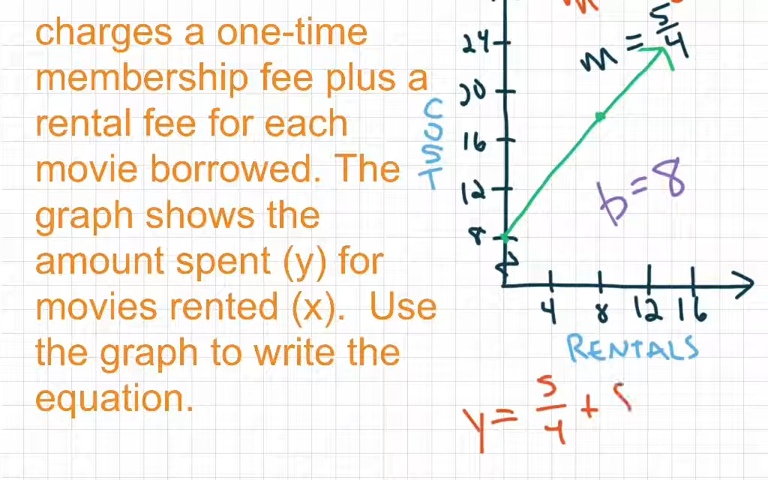 charges a one-time
membership fee plus a
rental fee for each
movie borrowed. The
graph shows the
amount spent (y) for
movies rented (x). Use
the graph to write the
equation.
m
m = 5/4
COST
24
20
16
12
8
b=8
4 8 12 16
RENTALS
y = 5/4 +